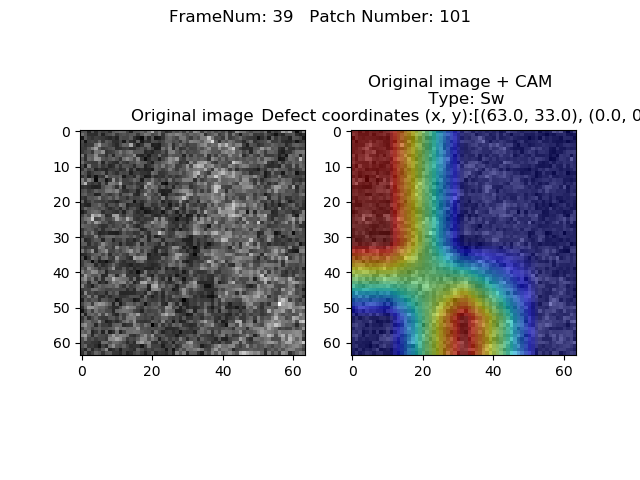 FrameNum: 39   Patch Number: 101
Original image + CAM
Type: Sw
Original image
Defect coordinates (x, y):[(63.0, 33.0), (0.0, 0
0
10
20
30
40
50
60
0 20 40 60
0
10
20
30
40
50
60
0 20 40 60